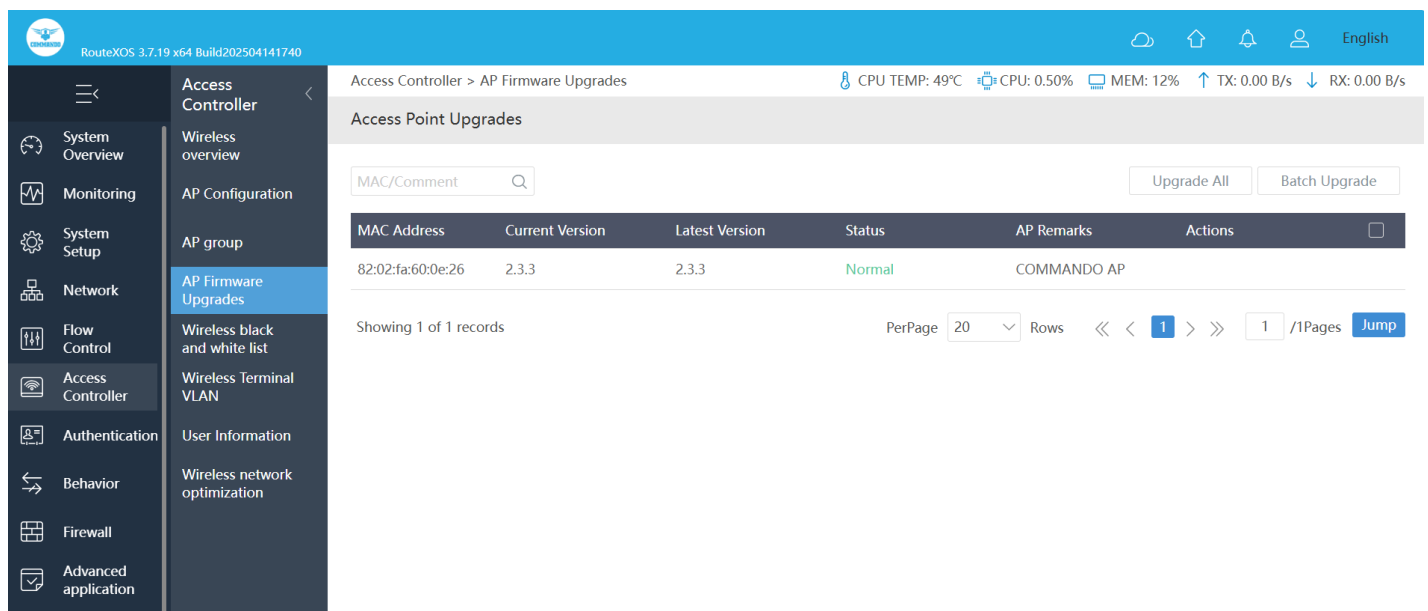 COMMANDO
RouteXOS 3.7.19 x64 Build202504141740
English
Access Controller
Access Controller > AP Firmware Upgrades
CPU TEMP: 49℃ CPU: 0.50% MEM: 12% TX: 0.00 B/s RX: 0.00 B/s
System
Overview
Monitoring
System
Setup
Network
Flow
Control
Access
Controller
Authentication
Behavior
Firewall
Advanced
application
Wireless
overview
AP Configuration
AP group
AP Firmware
Upgrades
Wireless black
and white list
Wireless Terminal
VLAN
User Information
Wireless network
optimization
Access Point Upgrades
MAC/Comment
Upgrade All Batch Upgrade
MAC Address Current Version Latest Version Status AP Remarks Actions
82:02:fa:60:0e:26 2.3.3 2.3.3 Normal COMMANDO AP
Showing 1 of 1 records PerPage 20 Rows 1 1 /1Pages Jump